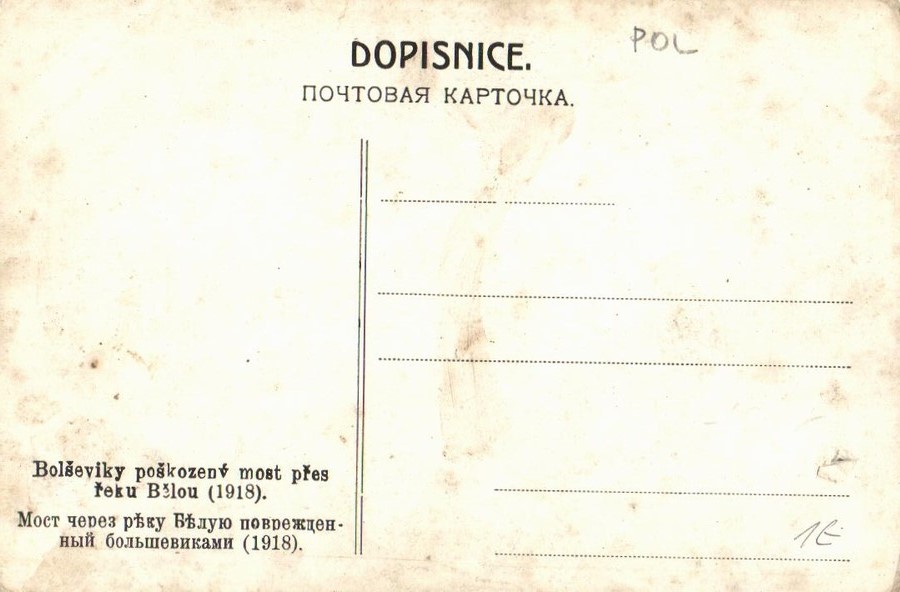 DOPISNICE.
POL
ПОЧТОВАЯ КАРТОЧКА.
Bolševiky poškozený most přes
řeku Bělou (1918).
Мост через рѣку Бѣлую поврежден-
ный большевиками (1918).
1€